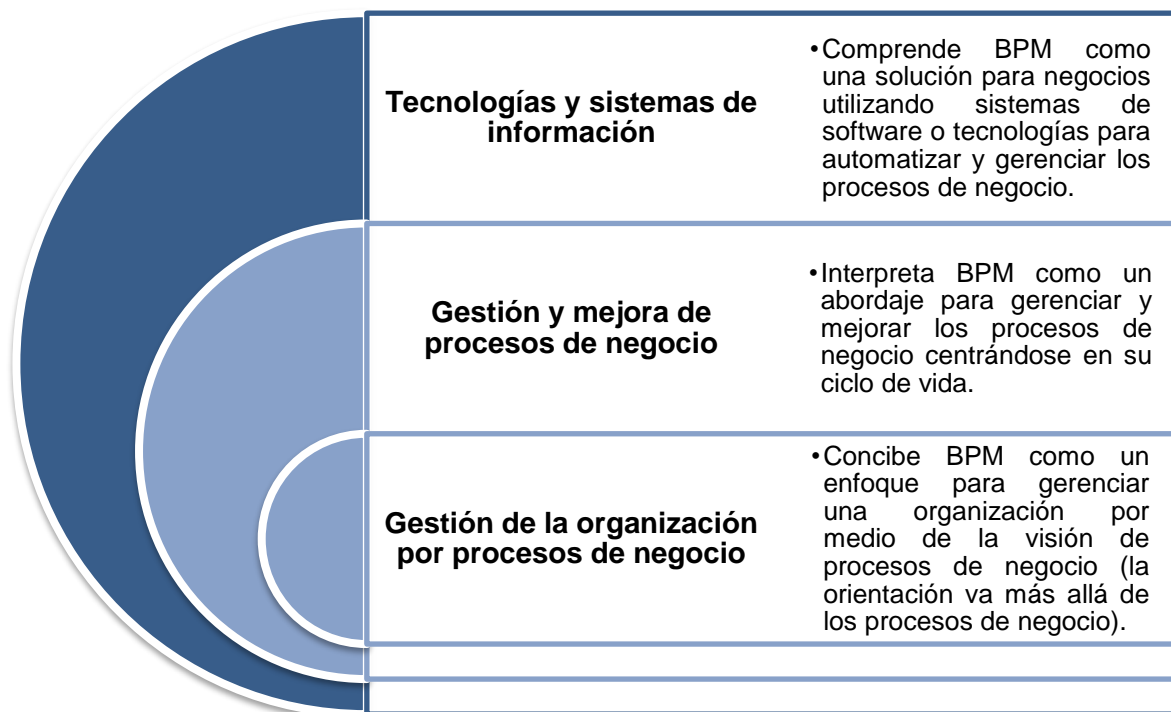 Tecnologías y sistemas de
información
•Comprende BPM como
una solución para negocios
utilizando sistemas de
software o tecnologías para
automatizar y gerenciar los
procesos de negocio.
Gestión y mejora de
procesos de negocio
•Interpreta BPM como un
abordaje para gerenciar y
mejorar los procesos de
negocio centrándose en su
ciclo de vida.
Gestión de la organización
por procesos de negocio
•Concibe BPM como un
enfoque para gerenciar
una organización por
medio de la visión de
procesos de negocio (la
orientación va más allá de
los procesos de negocio).